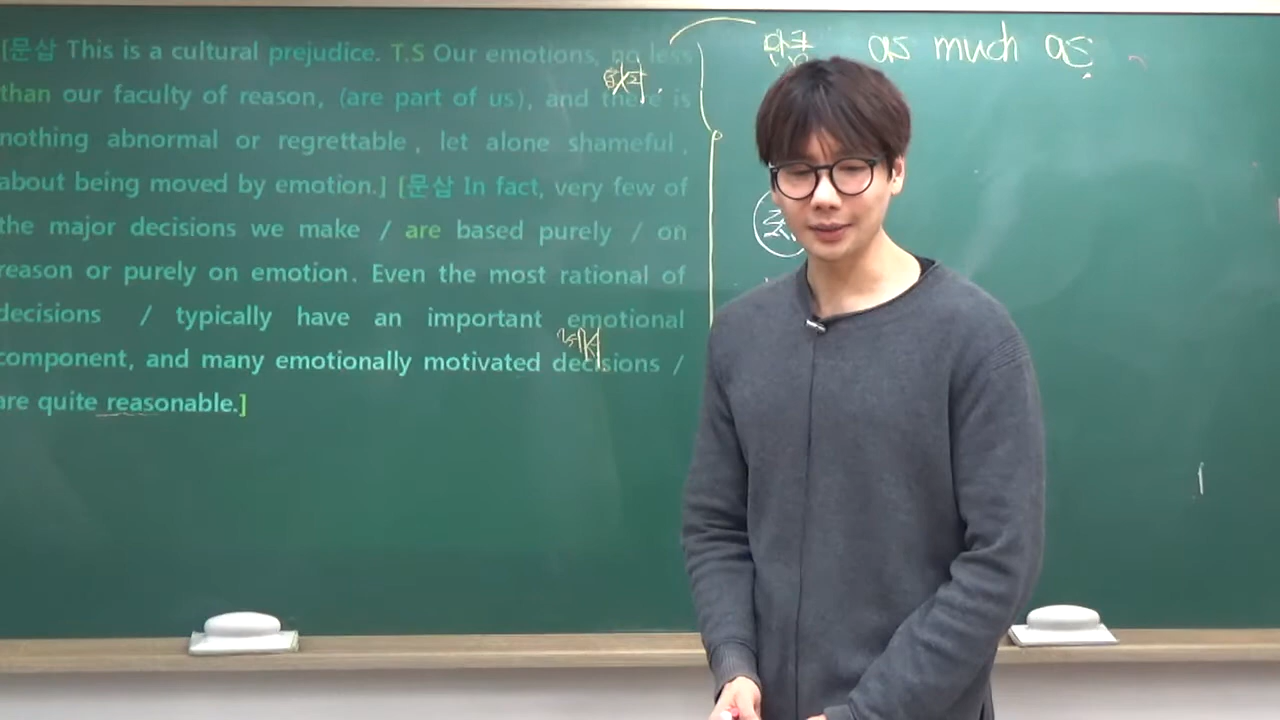 [문삽 This is a cultural prejudice. T.S Our emotions, no less
than our faculty of reason, (are part of us), and there is
nothing abnormal or regrettable, let alone shameful,
about being moved by emotion.] [문삽 In fact, very few of
the major decisions we make / are based purely / on
reason or purely on emotion. Even the most rational of
decisions / typically have an important emotional
component, and many emotionally motivated decisions /
are quite reasonable.]
as much as